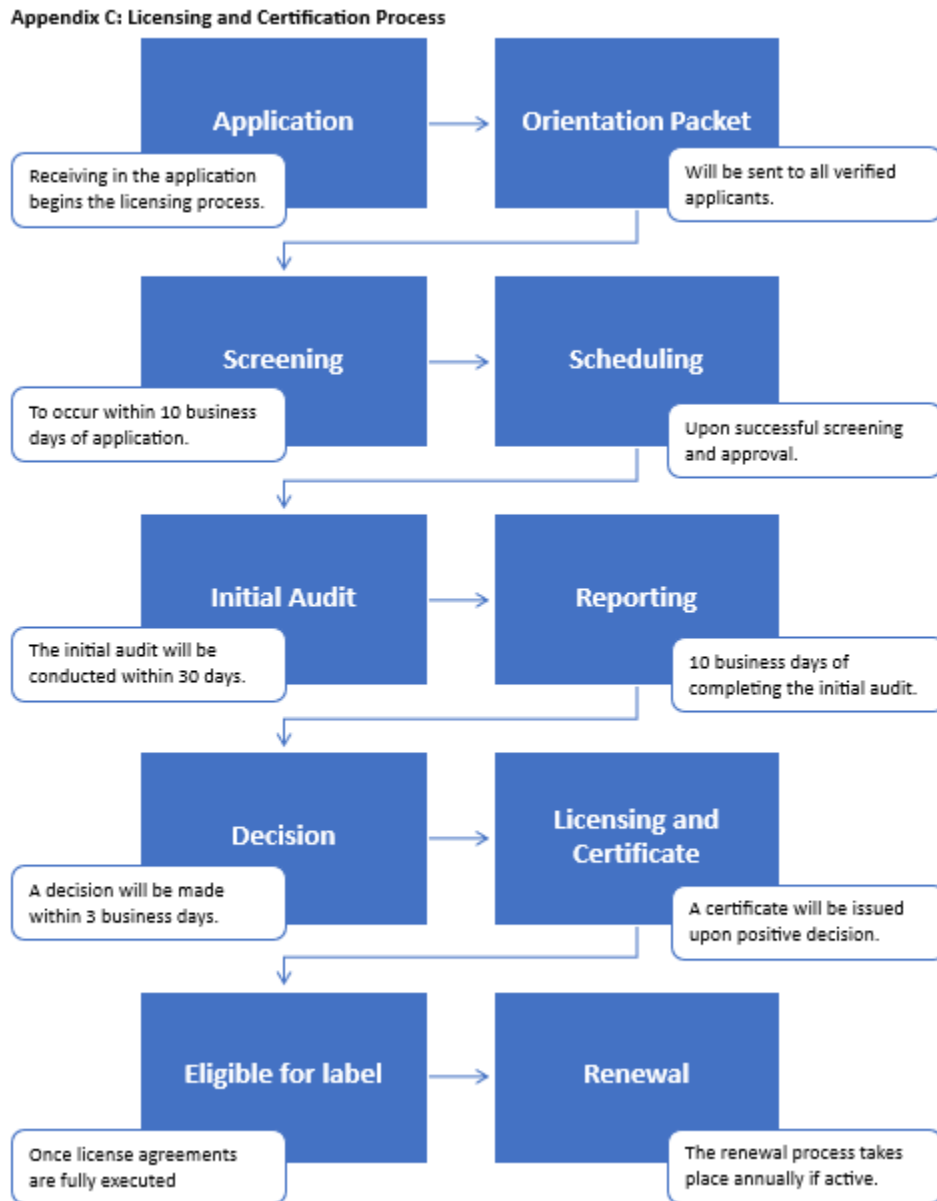 Appendix C: Licensing and Certification Process
Application
Receiving in the application
begins the licensing process.
Orientation Packet
Will be sent to all verified
applicants.
Screening
To occur within 10 business
days of application.
Scheduling
Upon successful screening
and approval.
Initial Audit
The initial audit will be
conducted within 30 days.
Reporting
10 business days of
completing the initial audit.
Decision
A decision will be made
within 3 business days.
Licensing and
Certificate
A certificate will be issued
upon positive decision.
Eligible for label
Once license agreements
are fully executed
Renewal
The renewal process takes
place annually if active.